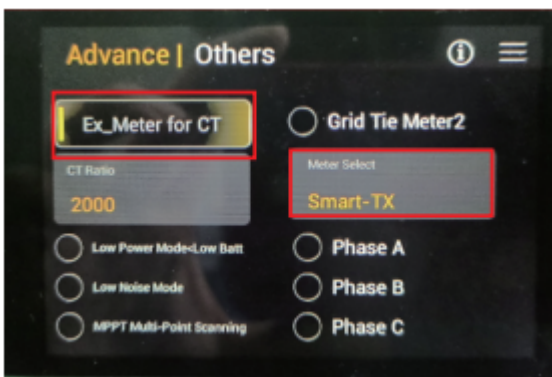 Advance | Others
Ex_Meter for CT
Grid Tie Meter2
CT Ratio
2000
Meter Select
Smart-TX
Low Power Mode<Low Batt
Phase A
Low Noise Mode
Phase B
MPPT Multi-Point Scanning
Phase C